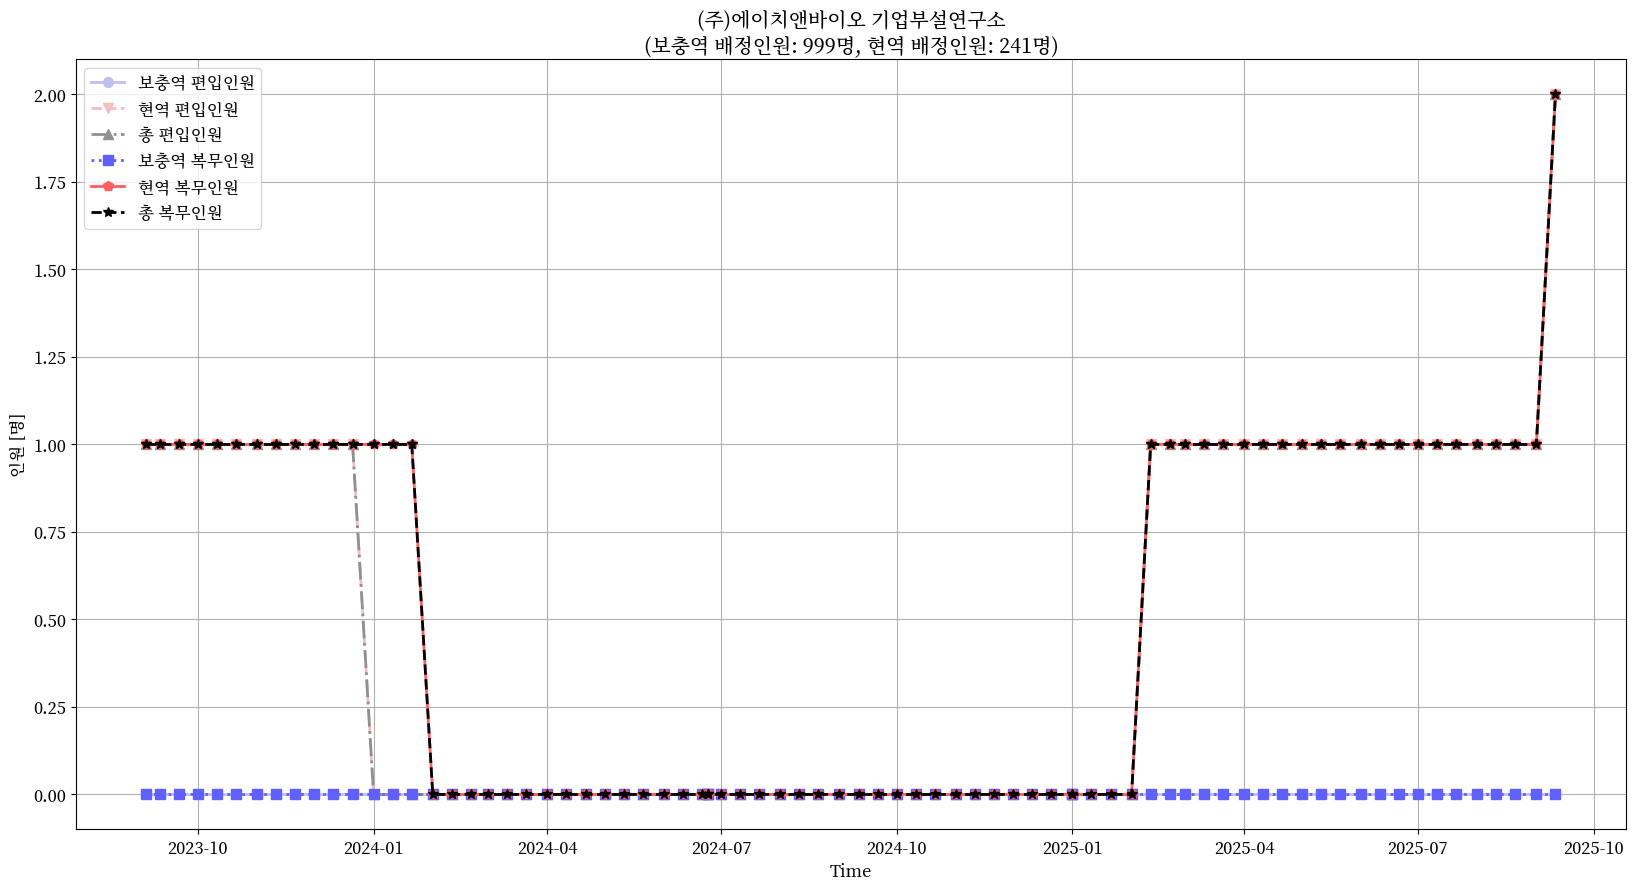 (주)에이치앤바이오 기업부설연구소
(보충역 배정인원: 999명, 현역 배정인원: 241명)
보충역 편입인원
현역 편입인원
총 편입인원
보충역 복무인원
현역 복무인원
총 복무인원
2.00
1.75
1.50
1.25
1.00
0.75
0.50
0.25
0.00
인원 [명]
2023-10
2024-01
2024-04
2024-07
2024-10
2025-01
2025-04
2025-07
2025-10
Time